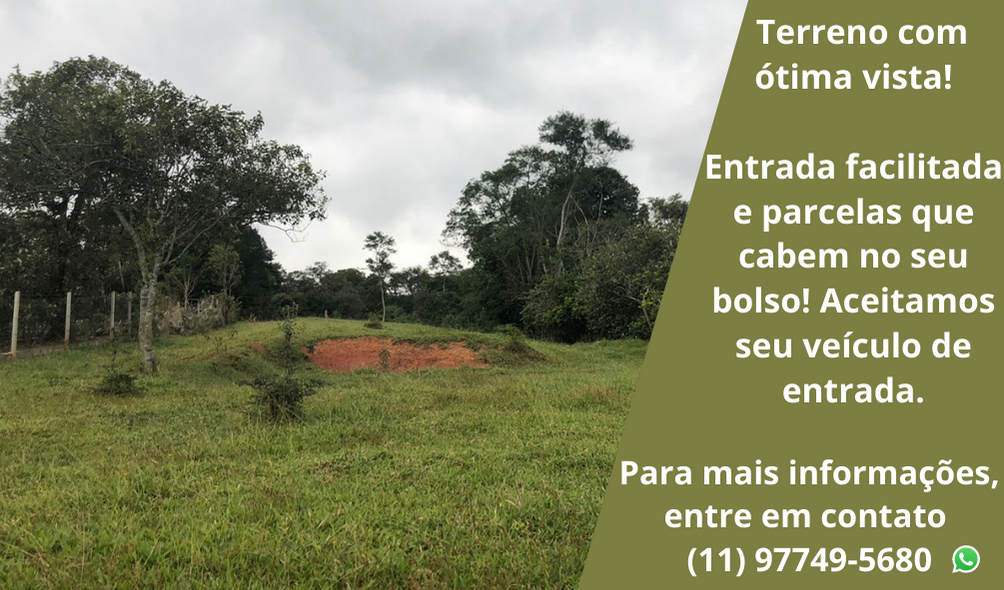 Terreno com
ótima vista!
Entrada facilitada
e parcelas que
cabem no seu
bolso! Aceitamos
seu veículo de
entrada.
Para mais informações,
entre em contato
(11) 97749-5680